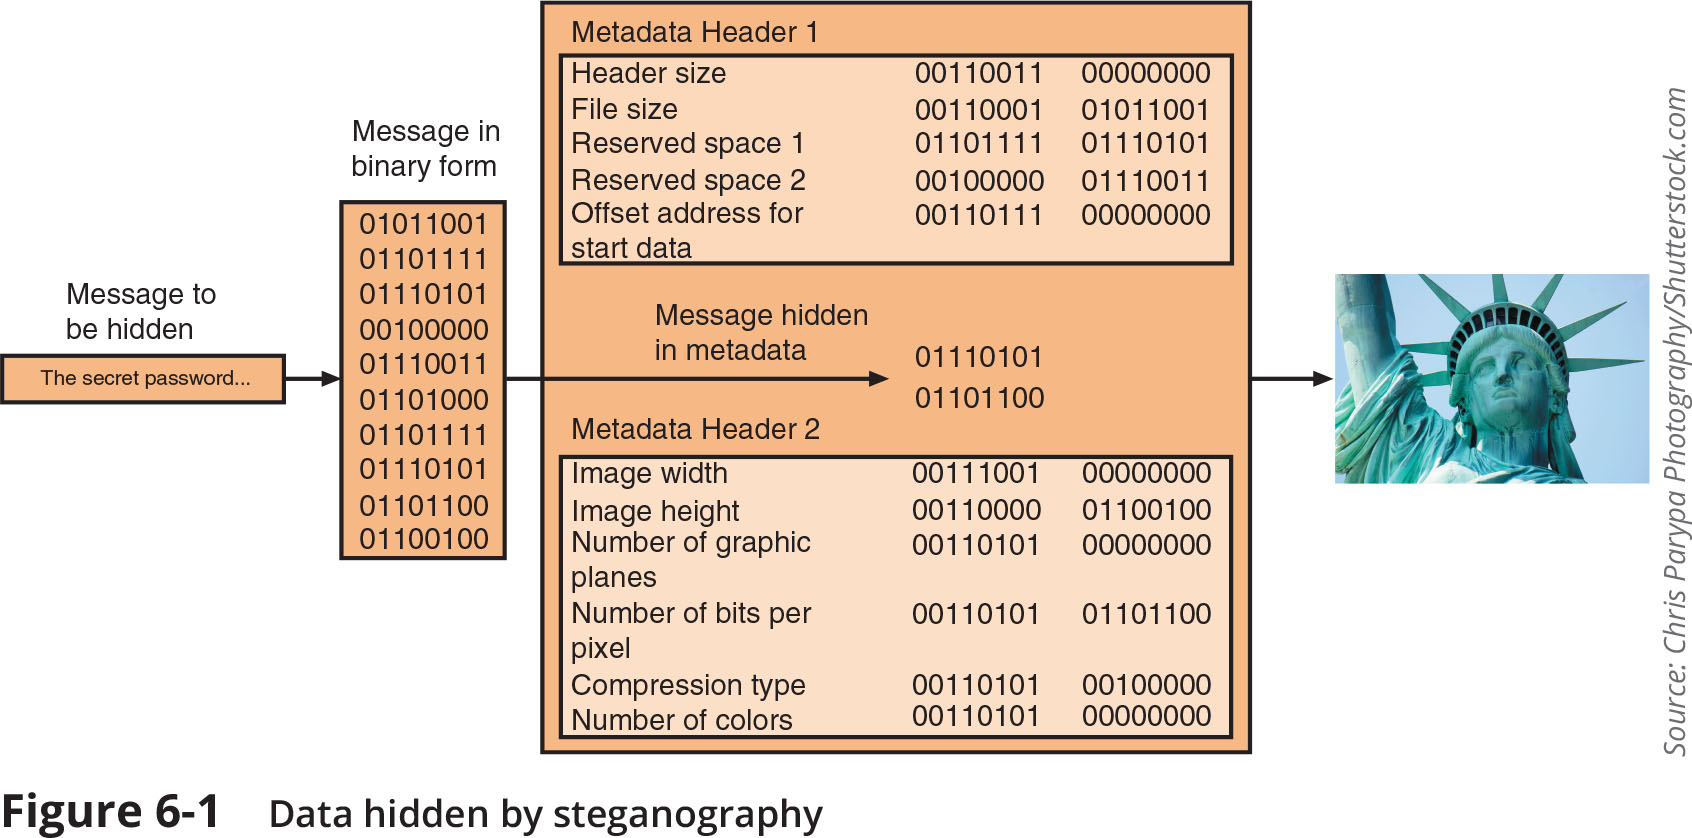 Message to
be hidden
The secret password...
Message in
binary form
01011001
01101111
01110101
00100000
01110011
01101000
01101111
01110101
01101100
01100100
Metadata Header 1
Header size 00110011 00000000
File size 00110001 01011001
Reserved space 1 01101111 01110101
Reserved space 2 00100000 01110011
Offset address for 00110111 00000000
start data
Message hidden
in metadata
01110101
01101100
Metadata Header 2
Image width 00111001 00000000
Image height 00110000 01100100
Number of graphic 00110101 00000000
planes
Number of bits per 00110101 01101100
pixel
Compression type 00110101 00100000
Number of colors 00110101 00000000
Source: Chris Parypa Photography/Shutterstock.com
Figure 6-1 Data hidden by steganography